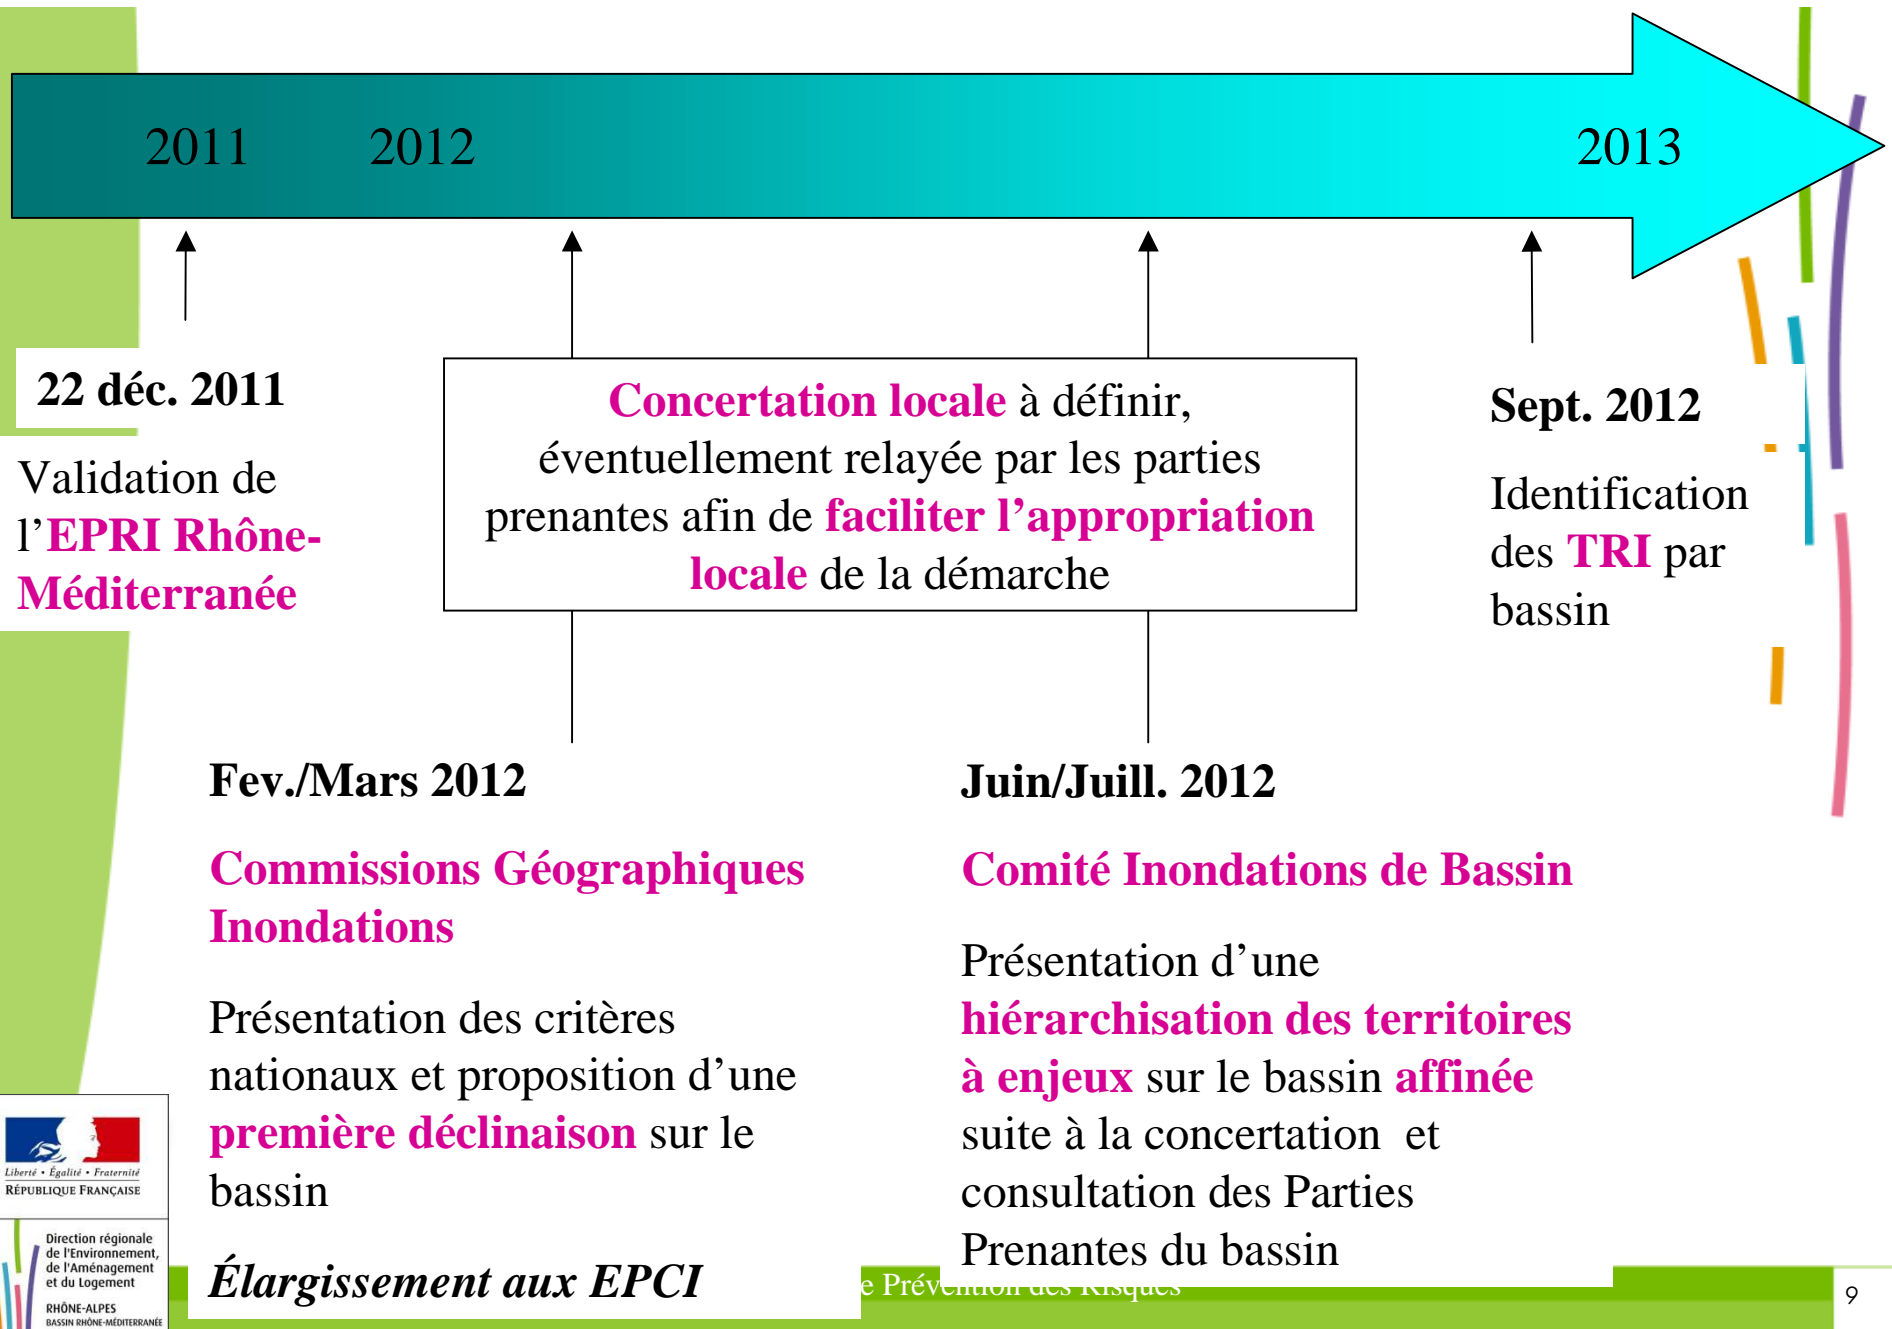 2011 2012 2013
22 déc. 2011
Validation de
l’EPRI Rhône-
Méditerranée
Concertation locale à définir,
éventuellement relayée par les parties
prenantes afin de faciliter l’appropriation
locale de la démarche
Sept. 2012
Identification
des TRI par
bassin
Fev./Mars 2012
Commissions Géographiques
Inondations
Présentation des critères
nationaux et proposition d’une
première déclinaison sur le
bassin
Élargissement aux EPCI
Juin/Juill. 2012
Comité Inondations de Bassin
Présentation d’une
hiérarchisation des territoires
à enjeux sur le bassin affinée
suite à la concertation et
consultation des Parties
Prenantes du bassin
Liberté • Égalité • Fraternité
RÉPUBLIQUE FRANÇAISE
Direction régionale
de l'Environnement,
de l'Aménagement
et du Logement
RHÔNE-ALPES
BASSIN RHÔNE-MÉDITERRANÉE
e Prévention des Risques
9